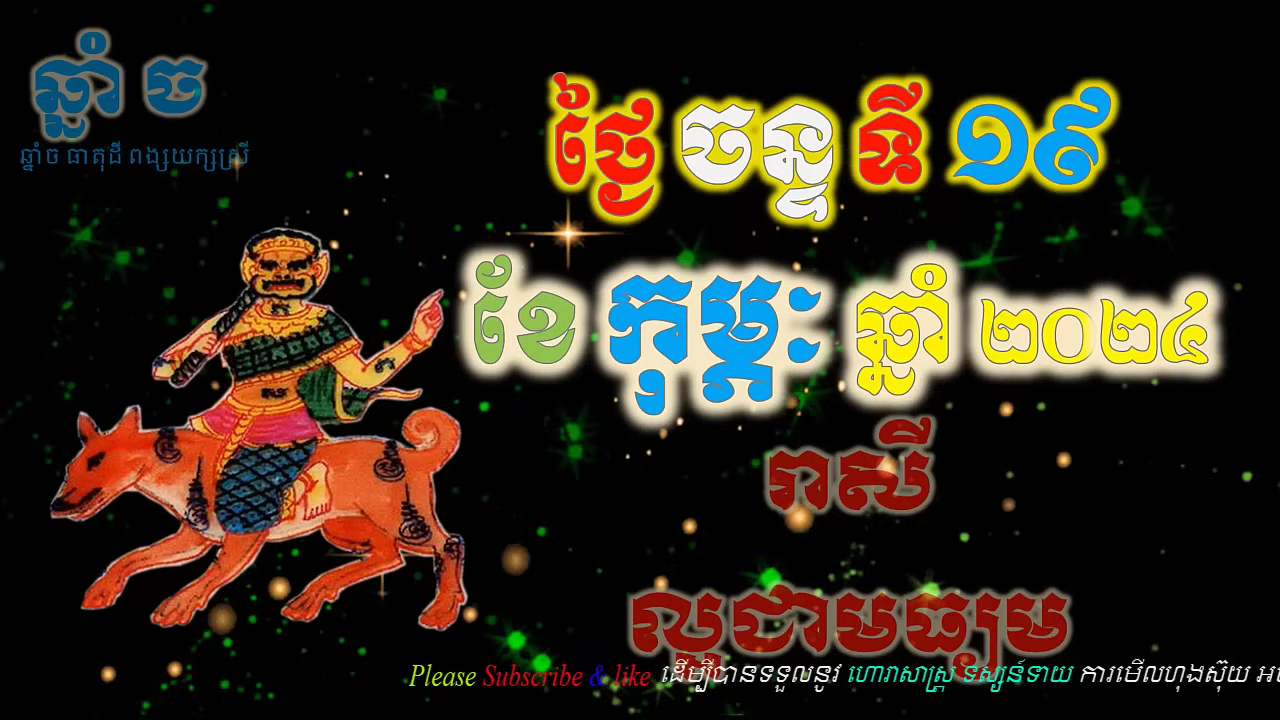 ឆ្នាំ ច
ឆ្នាំច ធាតុដី ពង្សយក្សស្រី
ថ្ងៃ ចន្ទ ទី ១៩
ខែ កុម្ភៈ ឆ្នាំ ២០២៤
រាសី
ល្អជាមធ្យម
Please Subscribe & like ដើម្បីបានទទួលនូវ ហោរាសាស្ត្រ ទស្សន៍ទាយ ការមើលហុងស៊ុយ